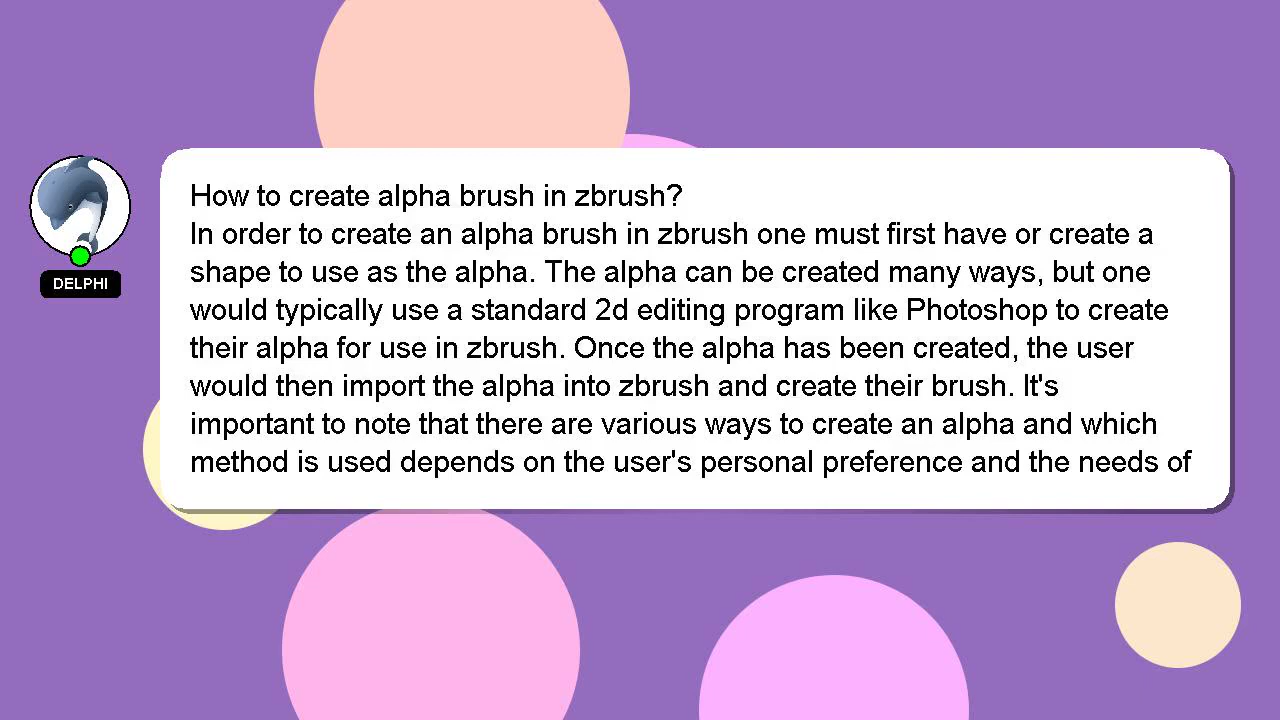 How to create alpha brush in zbrush?
In order to create an alpha brush in zbrush one must first have or create a
shape to use as the alpha. The alpha can be created many ways, but one
would typically use a standard 2d editing program like Photoshop to create
their alpha for use in zbrush. Once the alpha has been created, the user
would then import the alpha into zbrush and create their brush. It's
important to note that there are various ways to create an alpha and which
method is used depends on the user's personal preference and the needs of
DELPHI